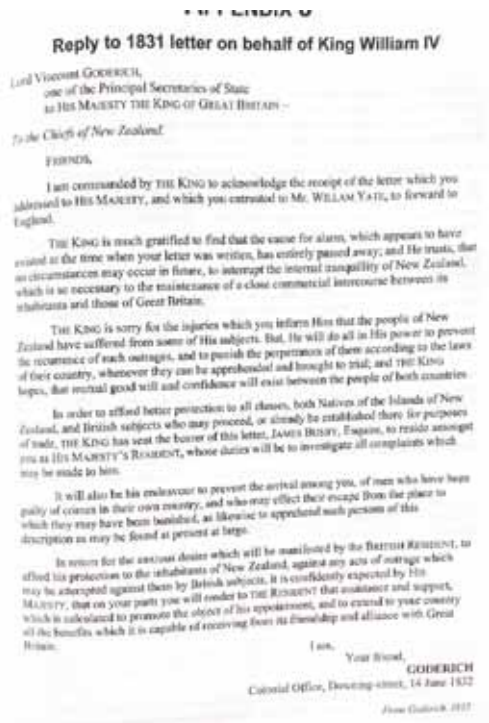 Reply to 1831 letter on behalf of King William IV
Lord Viscount GODERICH,
one of the Principal Secretaries of State
to HIS MAJESTY THE KING OF GREAT BRITAIN –
To the Chiefs of New Zealand.
FRIENDS,
I am commanded by THE KING to acknowledge the receipt of the letter which you
addressed to HIS MAJESTY, and which you entrusted to Mr. WILLAM YATE, to forward to
England.
THE KING is much gratified to find that the cause for alarm, which appears to have
existed at the time when your letter was written, has entirely passed away; and He trusts, that
no circumstances may occur in future, to interrupt the internal tranquility of New Zealand,
which is so necessary to the maintenance of a close commercial intercourse between its
inhabitants and those of Great Britain.
THE KING is sorry for the injuries which you inform Him that the people of New
Zealand have suffered from some of His subjects. But, He will do all in His power to prevent
the recurrence of such outrages, and to punish the perpetrators of them according to the laws
of their country, whenever they can be apprehended and brought to trial; and THE KING
hopes, that mutual good will and confidence will exist between the people of both countries
In order to afford better protection to all classes, both Natives of the Islands of New
Zealand, and British subjects who may proceed, or already be established there for purposes
of trade, THE KING has sent the bearer of this letter, JAMES BUSBY, Esquire, to reside amongst
you as HIS MAJESTY'S RESIDENT, whose duties will be to investigate all complaints which
may be made to him.
It will also be his endeavour to prevent the arrival among you, of men who have been
guilty of crimes in their own country, and who may effect their escape from the place to
which they may have been banished, as likewise to apprehend such persons of this
description as may be found at present at large.
In return for the anxious desire which will be manifested by the BRITISH RESIDENT, to
afford his protection to the inhabitants of New Zealand, against any acts of outrage which
may be attempted against them by British subjects, it is confidently expected by HIS
MAJESTY, that on your parts you will render to THE RESIDENT that assistance and support,
which is calculated to promote the object of his appointment, and to extend to your country
all the benefits which it is capable of receiving from its friendship and alliance with Great
Britain.
I am,
Your friend,
GODERICH
Colonial Office, Downing-street, 14 June 1832
From Goderich 1832